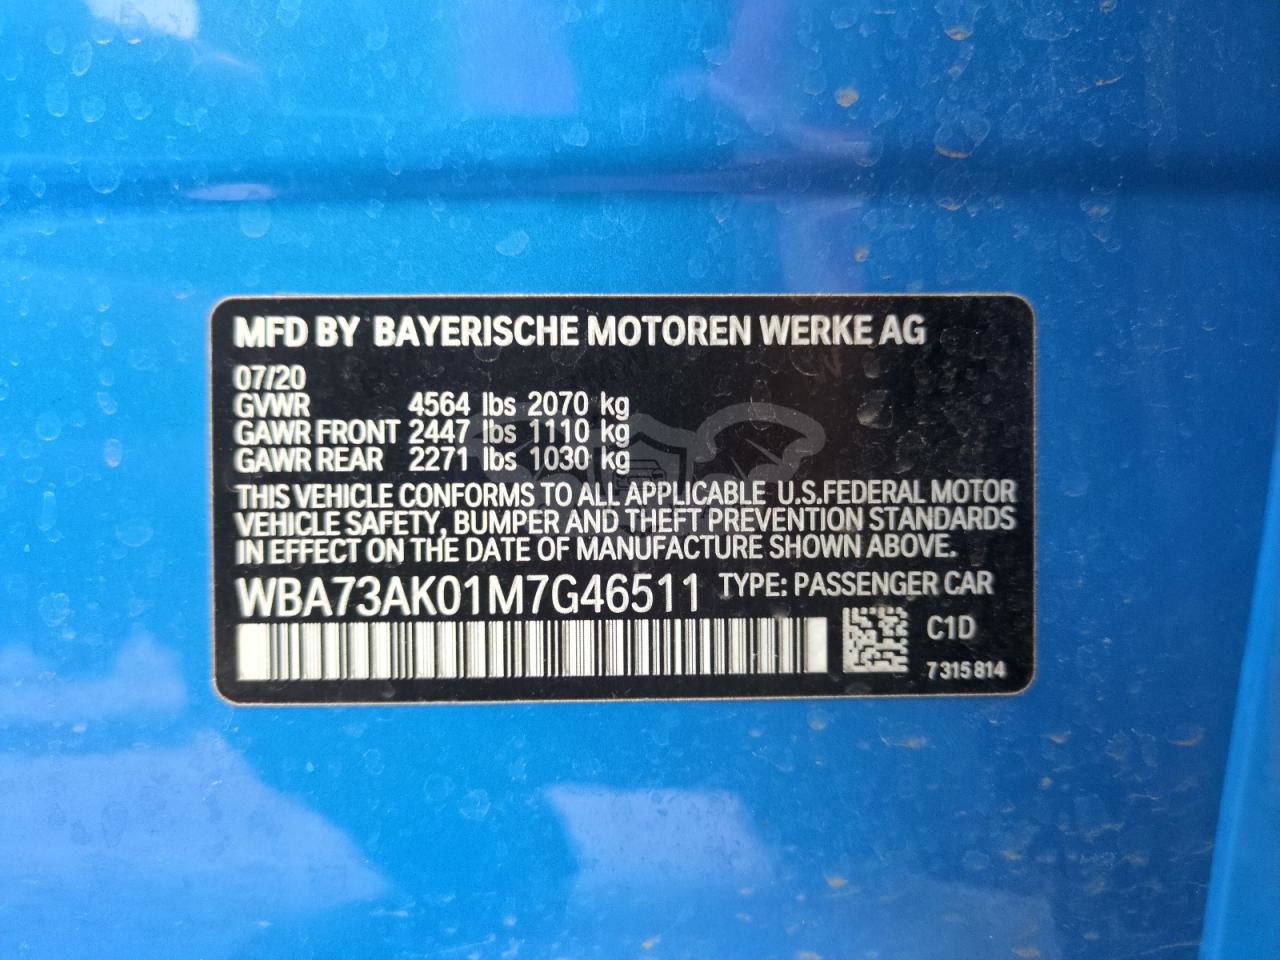 MFD BY BAYERISCHE MOTOREN WERKE AG
07/20
GVWR 4564 lbs 2070 kg
GAWR FRONT 2447 lbs 1110 kg
GAWR REAR 2271 lbs 1030 kg
THIS VEHICLE CONFORMS TO ALL APPLICABLE U.S.FEDERAL MOTOR
VEHICLE SAFETY, BUMPER AND THEFT PREVENTION STANDARDS
IN EFFECT ON THE DATE OF MANUFACTURE SHOWN ABOVE.
WBA73AK01M7G46511 TYPE: PASSENGER CAR
C1D
7315814